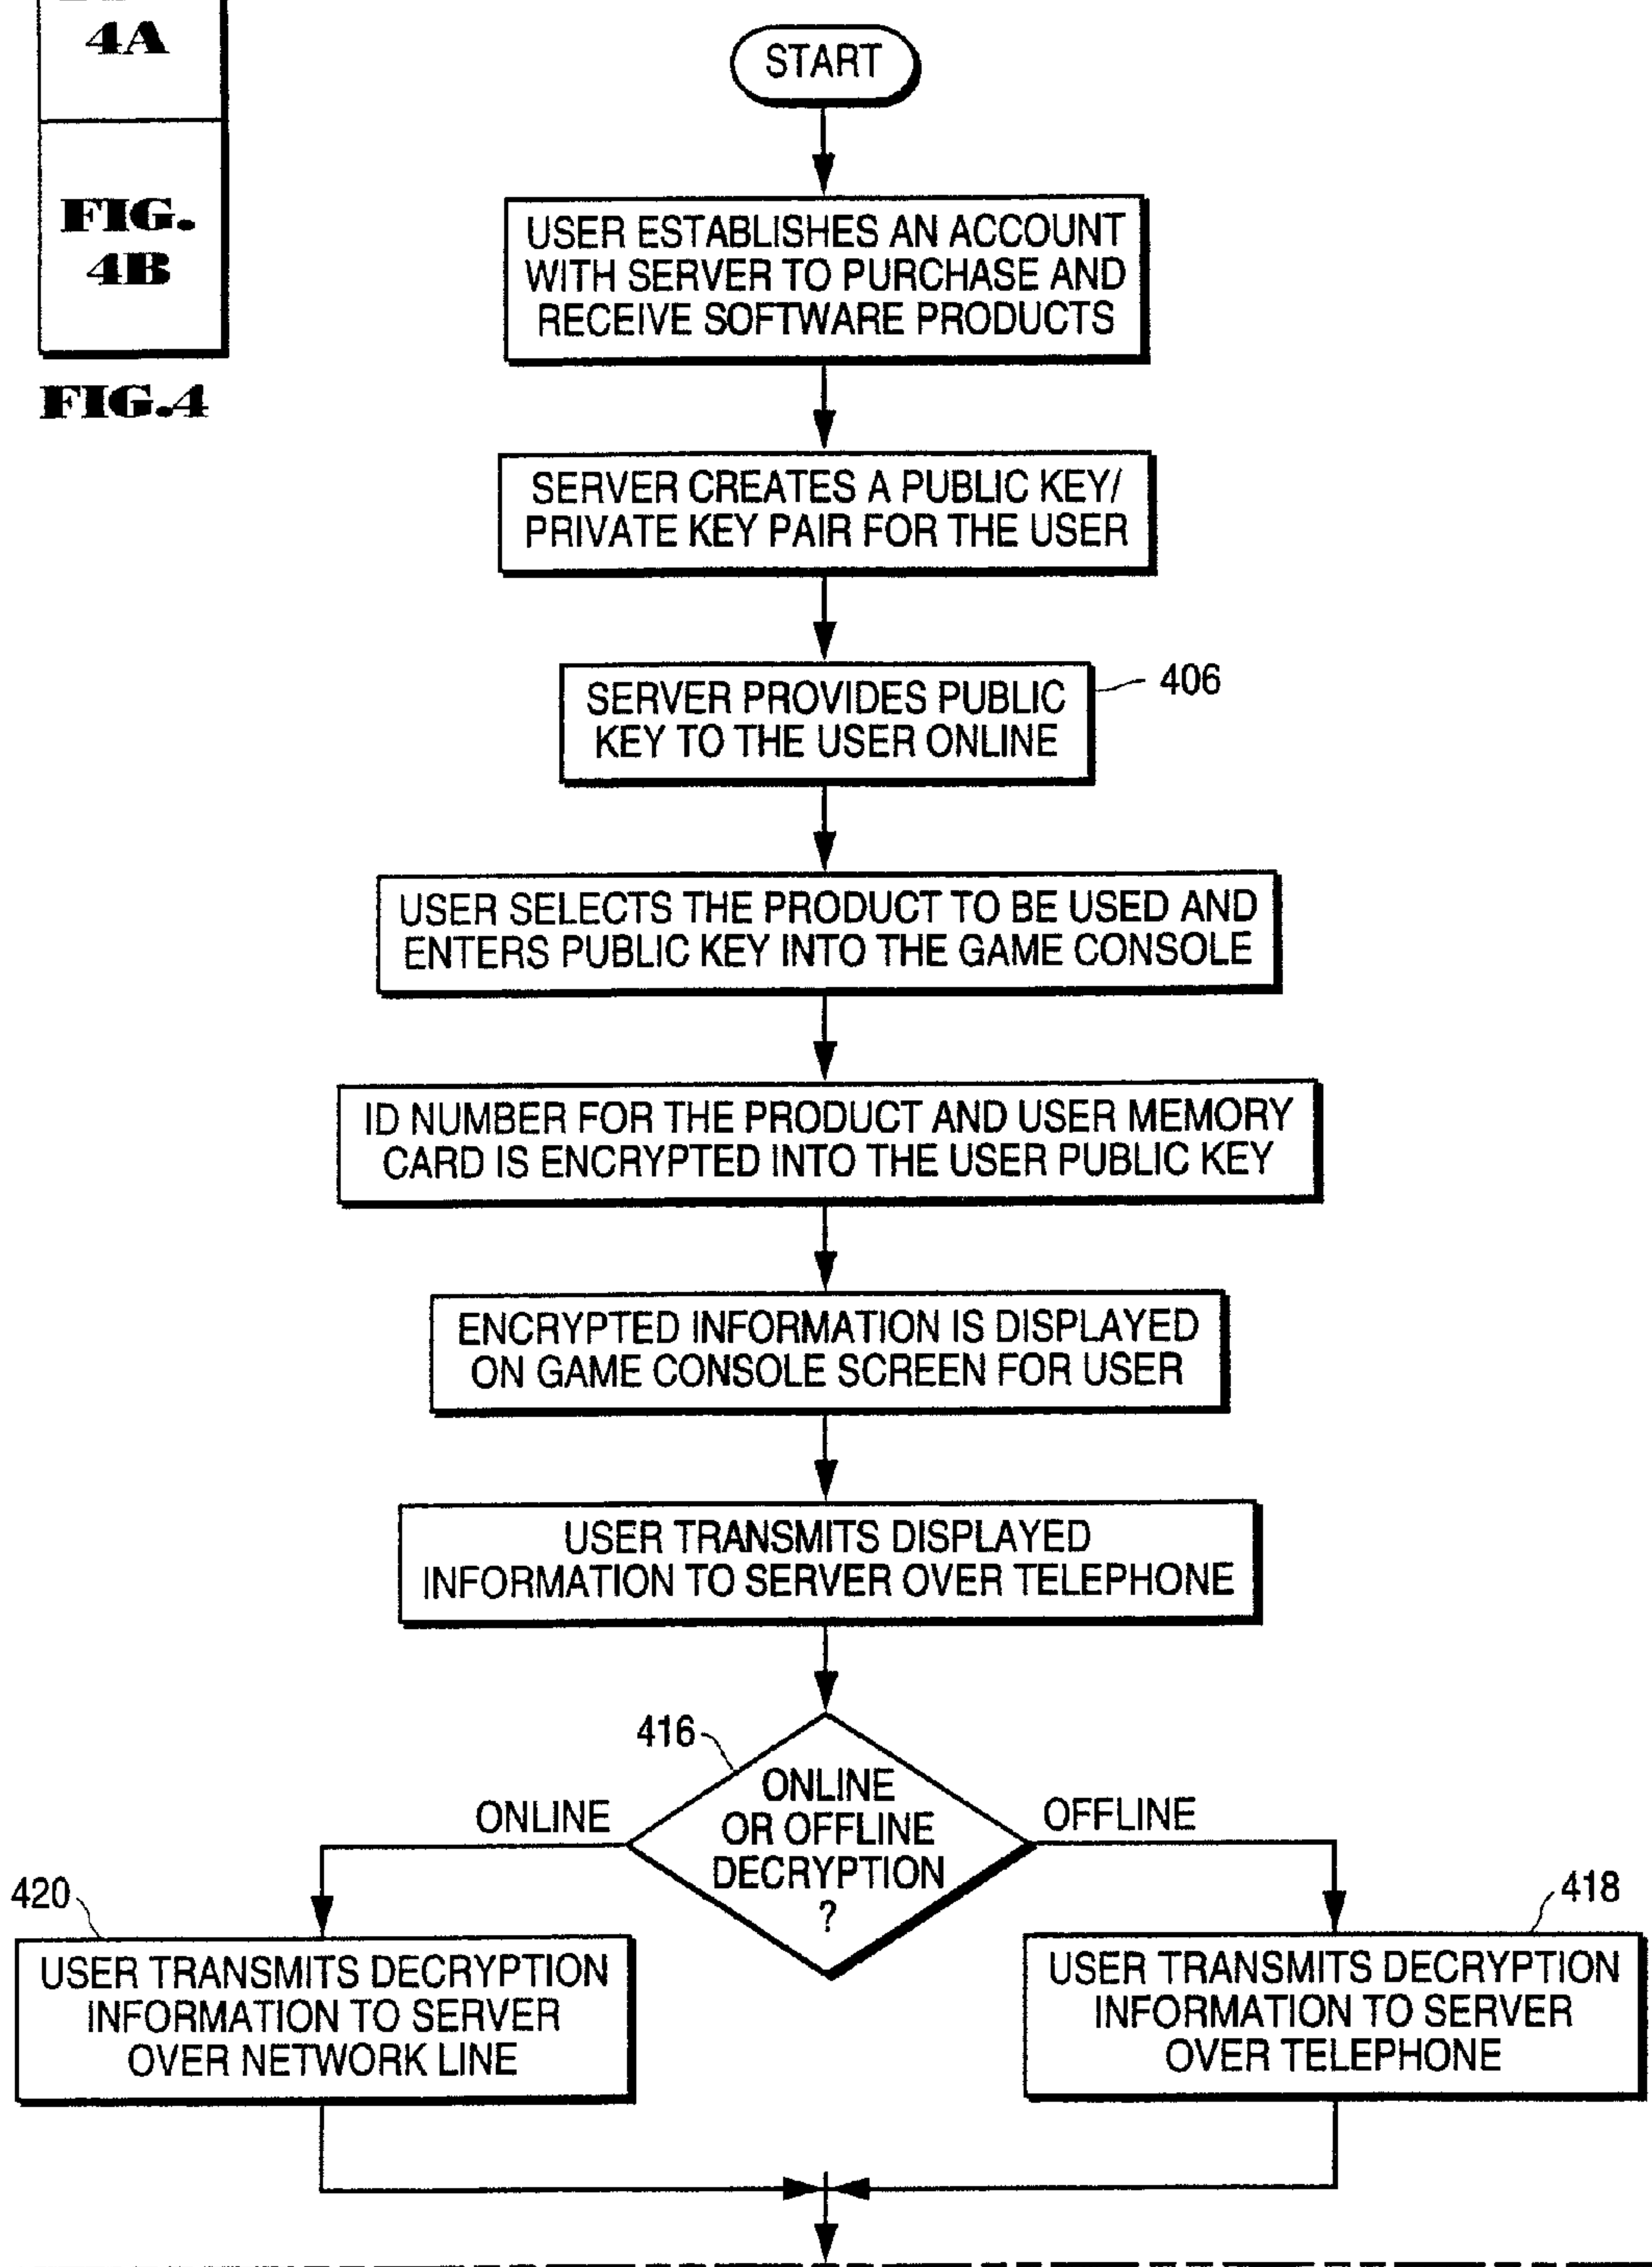 4A
FIG.
4B
FIG.4
START
USER ESTABLISHES AN ACCOUNT
WITH SERVER TO PURCHASE AND
RECEIVE SOFTWARE PRODUCTS
SERVER CREATES A PUBLIC KEY/
PRIVATE KEY PAIR FOR THE USER
406
SERVER PROVIDES PUBLIC
KEY TO THE USER ONLINE
USER SELECTS THE PRODUCT TO BE USED AND
ENTERS PUBLIC KEY INTO THE GAME CONSOLE
ID NUMBER FOR THE PRODUCT AND USER MEMORY
CARD IS ENCRYPTED INTO THE USER PUBLIC KEY
ENCRYPTED INFORMATION IS DISPLAYED
ON GAME CONSOLE SCREEN FOR USER
USER TRANSMITS DISPLAYED
INFORMATION TO SERVER OVER TELEPHONE
416
ONLINE
OR OFFLINE
DECRYPTION
?
ONLINE
OFFLINE
420
USER TRANSMITS DECRYPTION
INFORMATION TO SERVER
OVER NETWORK LINE
418
USER TRANSMITS DECRYPTION
INFORMATION TO SERVER
OVER TELEPHONE